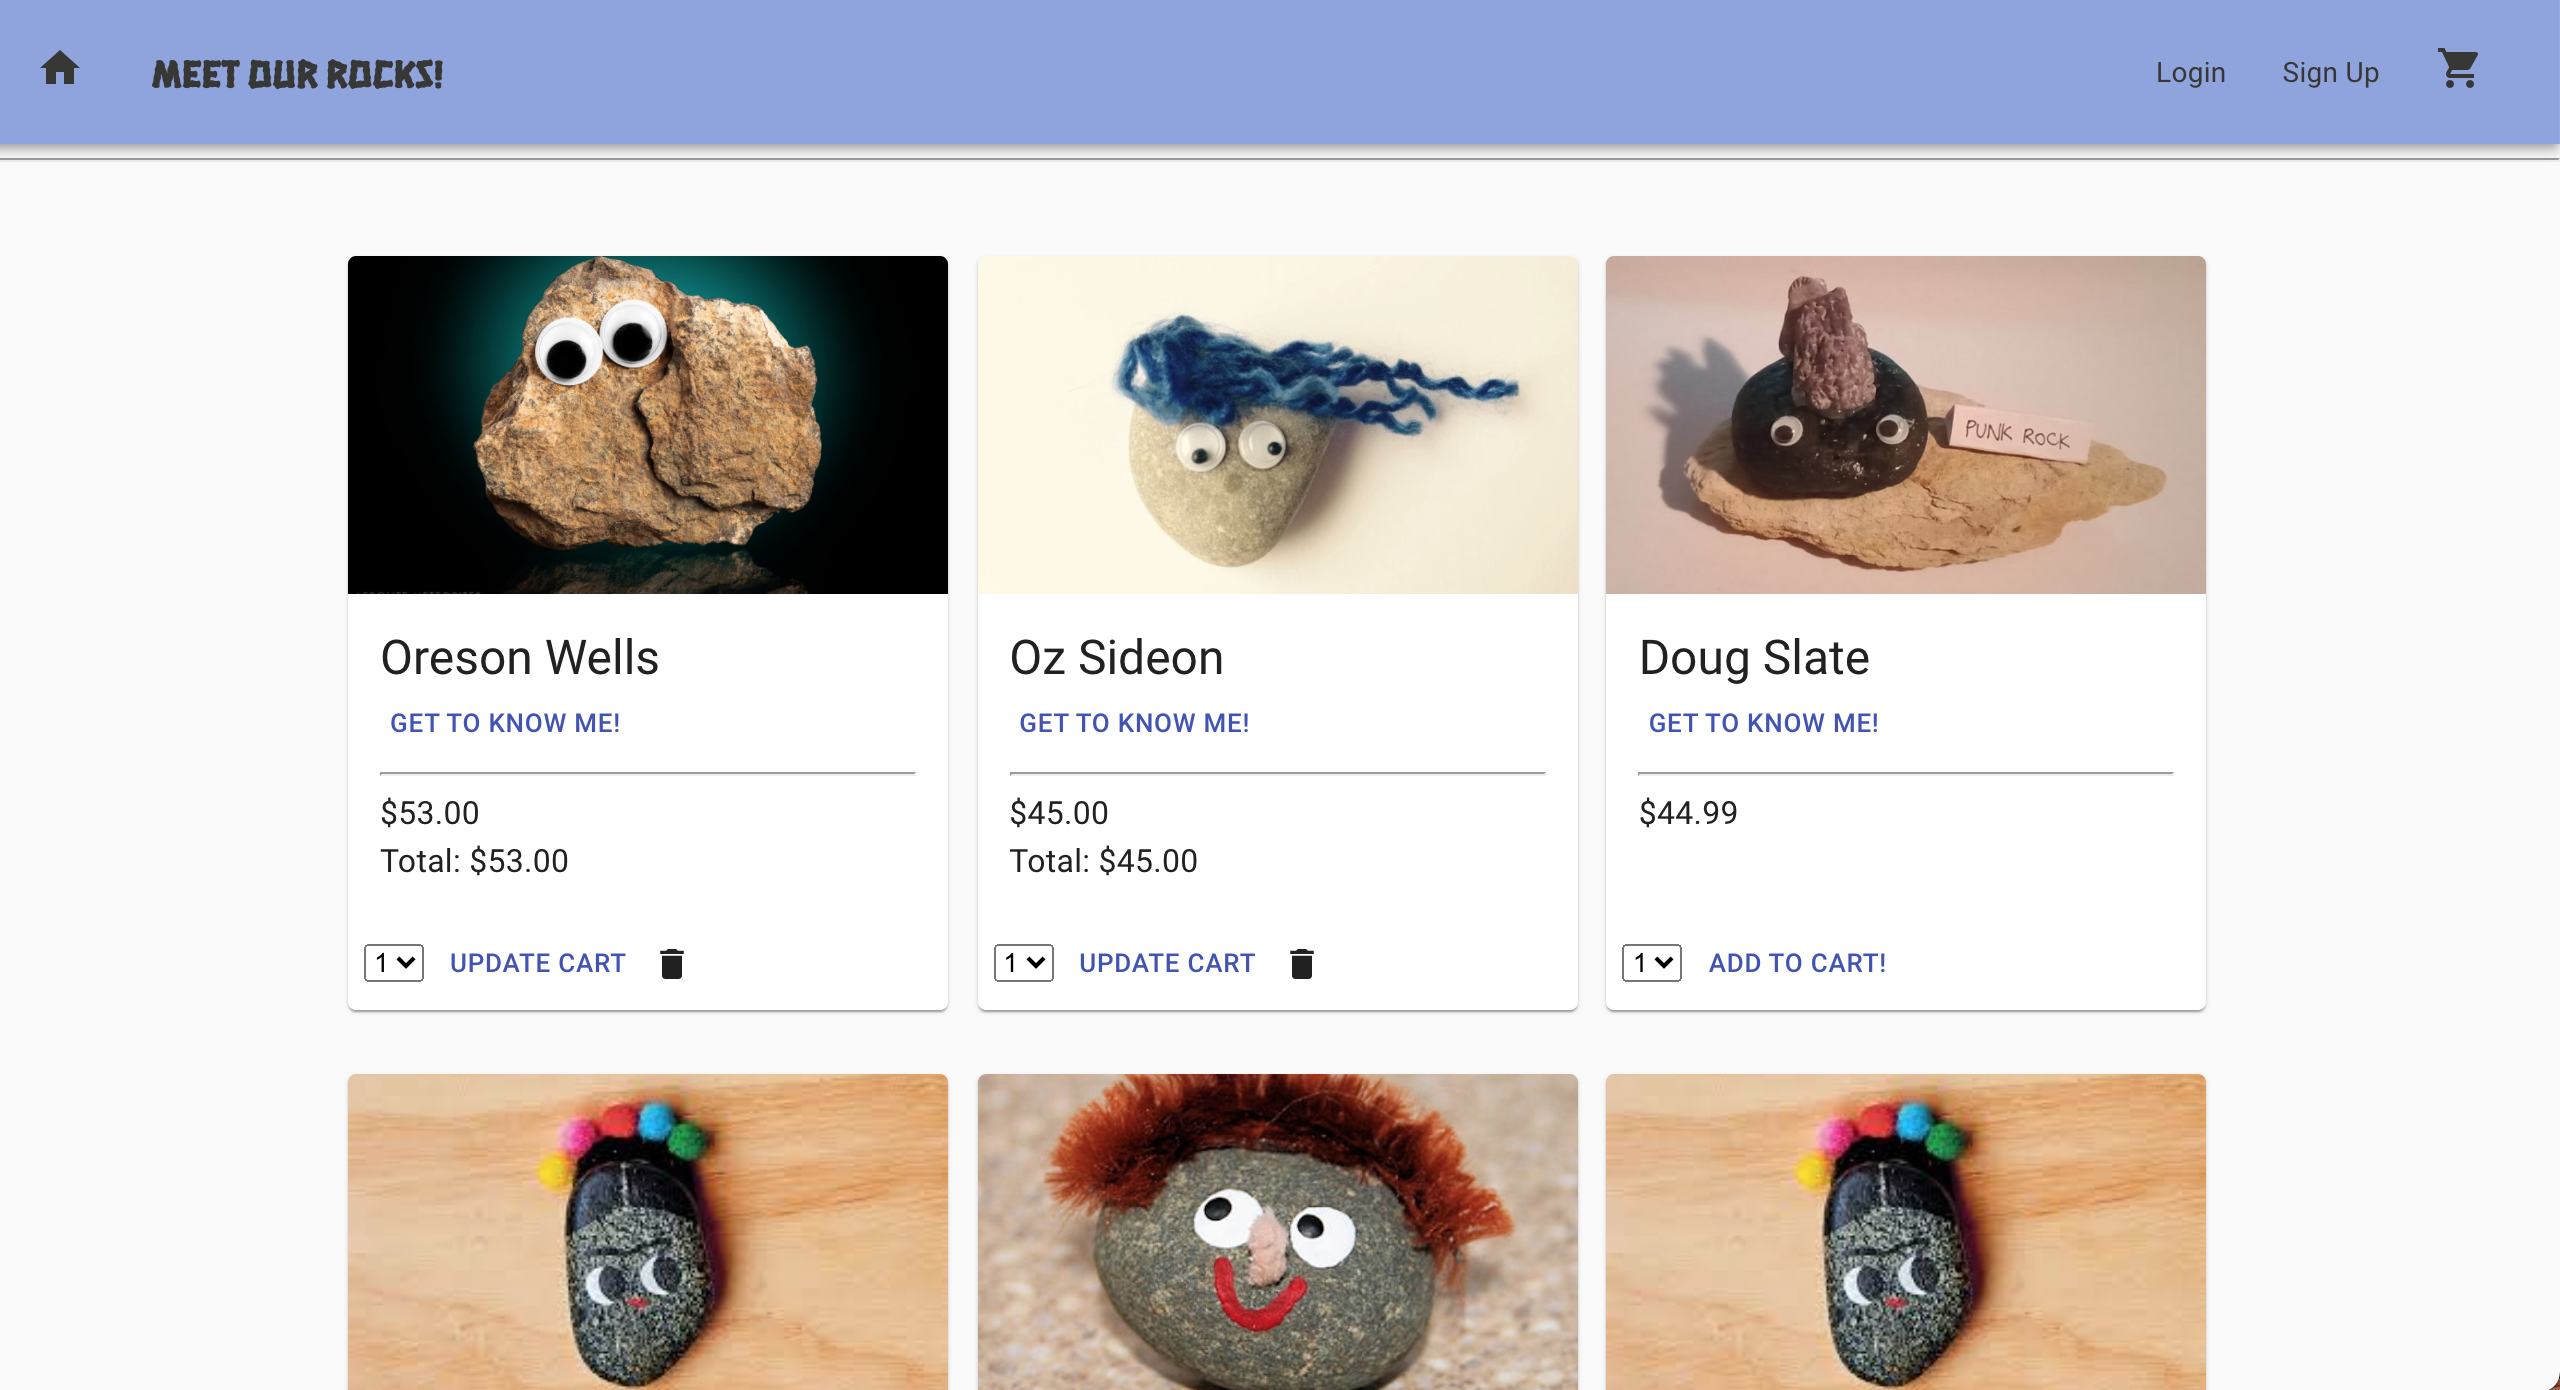 MEET OUR ROCKS!
Login
Sign Up
PUNK ROCK
Oreson Wells
GET TO KNOW ME!
$53.00
Total: $53.00
1
UPDATE CART
Oz Sideon
GET TO KNOW ME!
$45.00
Total: $45.00
1
UPDATE CART
Doug Slate
GET TO KNOW ME!
$44.99
1
ADD TO CART!